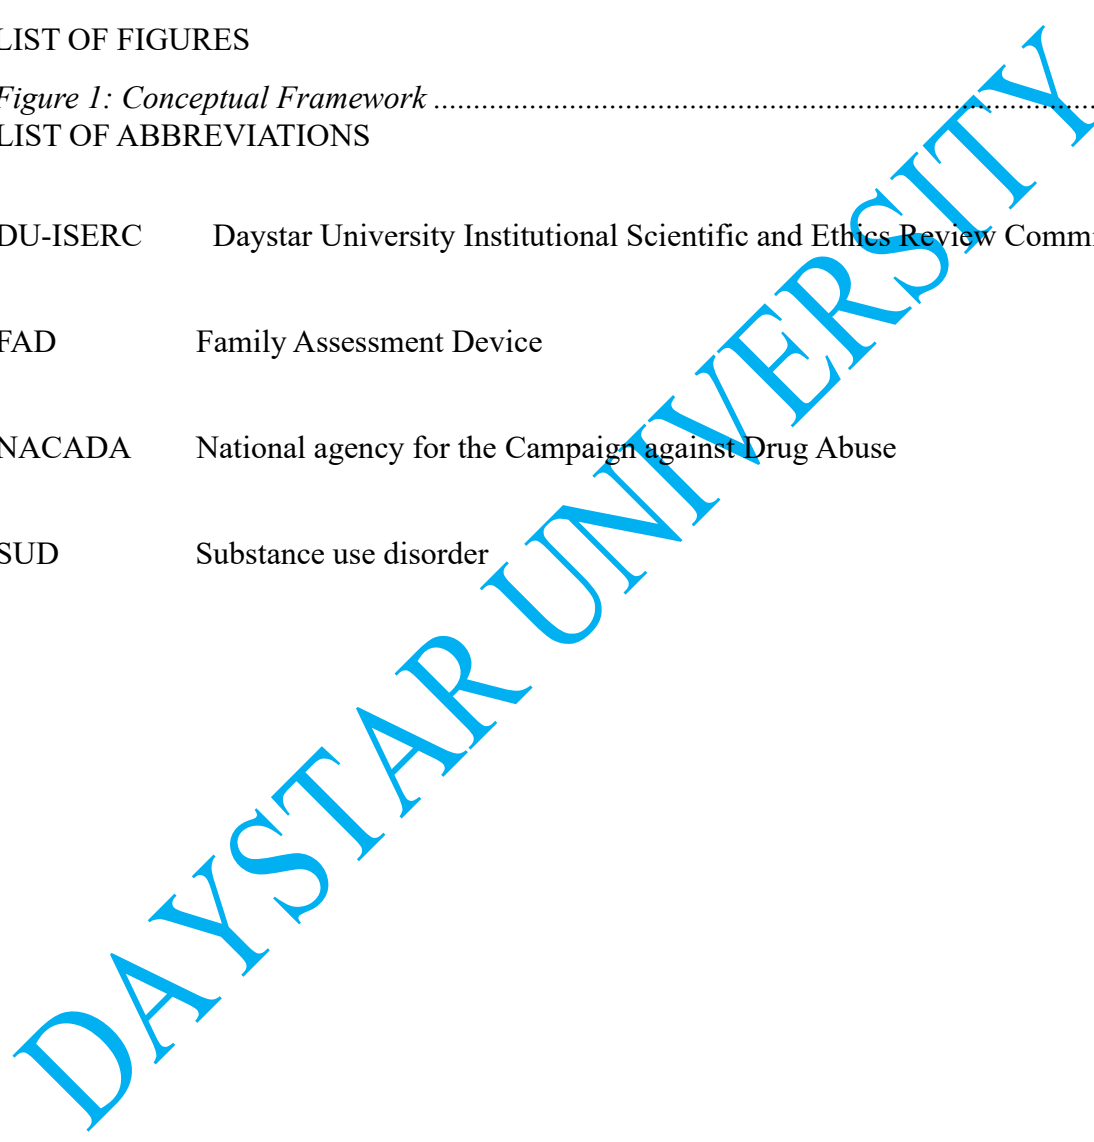 LIST OF FIGURES
Figure 1: Conceptual Framework ....................................................................................
LIST OF ABBREVIATIONS
DU-ISERC Daystar University Institutional Scientific and Ethics Review Comm
FAD Family Assessment Device
NACADA National agency for the Campaign against Drug Abuse
SUD Substance use disorder
DAYSTAR UNIVERSITY